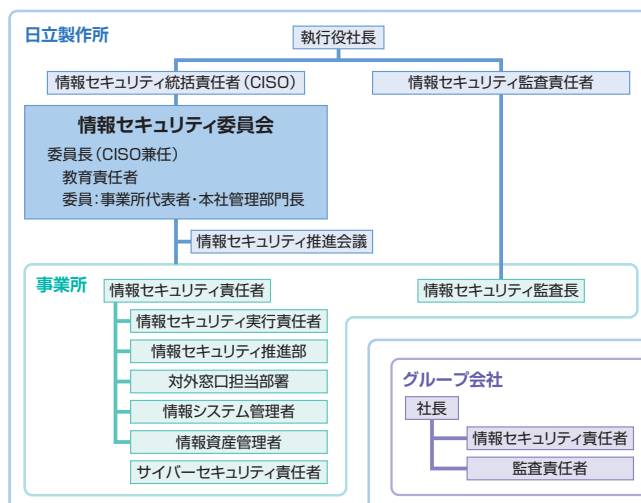 日立製作所
執行役社長
情報セキュリティ統括責任者（CISO）
情報セキュリティ監査責任者
情報セキュリティ委員会
委員長（CISO兼任）
教育責任者
委員：事業所代表者・本社管理部門長
情報セキュリティ推進会議
事業所
情報セキュリティ責任者
情報セキュリティ監査長
情報セキュリティ実行責任者
情報セキュリティ推進部
対外窓口担当部署
情報システム管理者
情報資産管理者
サイバーセキュリティ責任者
グループ会社
社長
情報セキュリティ責任者
監査責任者